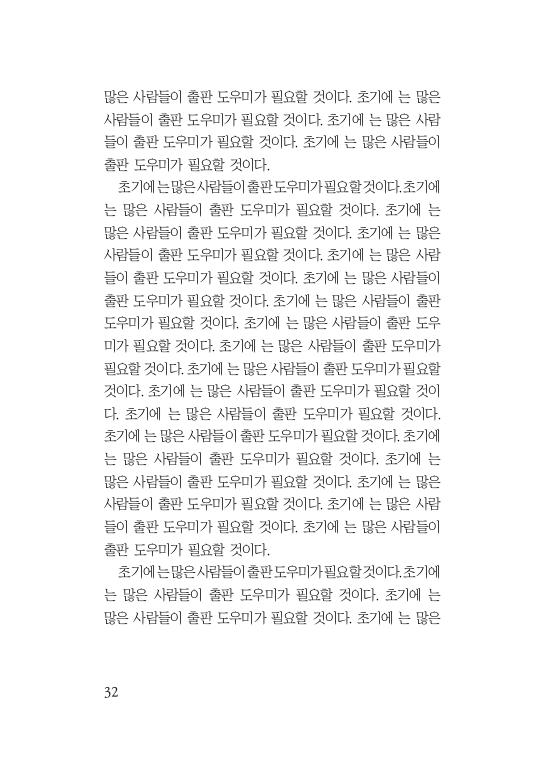 많은 사람들이 출판 도우미가 필요할 것이다. 초기에 는 많은
사람들이 출판 도우미가 필요할 것이다. 초기에 는 많은 사람
들이 출판 도우미가 필요할 것이다. 초기에 는 많은 사람들이
출판 도우미가 필요할 것이다.
초기에 는 많은 사람들이 출판 도우미가 필요할 것이다. 초기에
는 많은 사람들이 출판 도우미가 필요할 것이다. 초기에 는
많은 사람들이 출판 도우미가 필요할 것이다. 초기에 는 많은
사람들이 출판 도우미가 필요할 것이다. 초기에 는 많은 사람
들이 출판 도우미가 필요할 것이다. 초기에 는 많은 사람들이
출판 도우미가 필요할 것이다. 초기에 는 많은 사람들이 출판
도우미가 필요할 것이다. 초기에 는 많은 사람들이 출판 도우
미가 필요할 것이다. 초기에 는 많은 사람들이 출판 도우미가
필요할 것이다. 초기에 는 많은 사람들이 출판 도우미가 필요할
것이다. 초기에 는 많은 사람들이 출판 도우미가 필요할 것이
다. 초기에 는 많은 사람들이 출판 도우미가 필요할 것이다.
초기에 는 많은 사람들이 출판 도우미가 필요할 것이다. 초기에
는 많은 사람들이 출판 도우미가 필요할 것이다. 초기에 는
많은 사람들이 출판 도우미가 필요할 것이다. 초기에 는 많은
사람들이 출판 도우미가 필요할 것이다. 초기에 는 많은 사람
들이 출판 도우미가 필요할 것이다. 초기에 는 많은 사람들이
출판 도우미가 필요할 것이다.
초기에 는 많은 사람들이 출판 도우미가 필요할 것이다. 초기에
는 많은 사람들이 출판 도우미가 필요할 것이다. 초기에 는
많은 사람들이 출판 도우미가 필요할 것이다. 초기에 는 많은
32